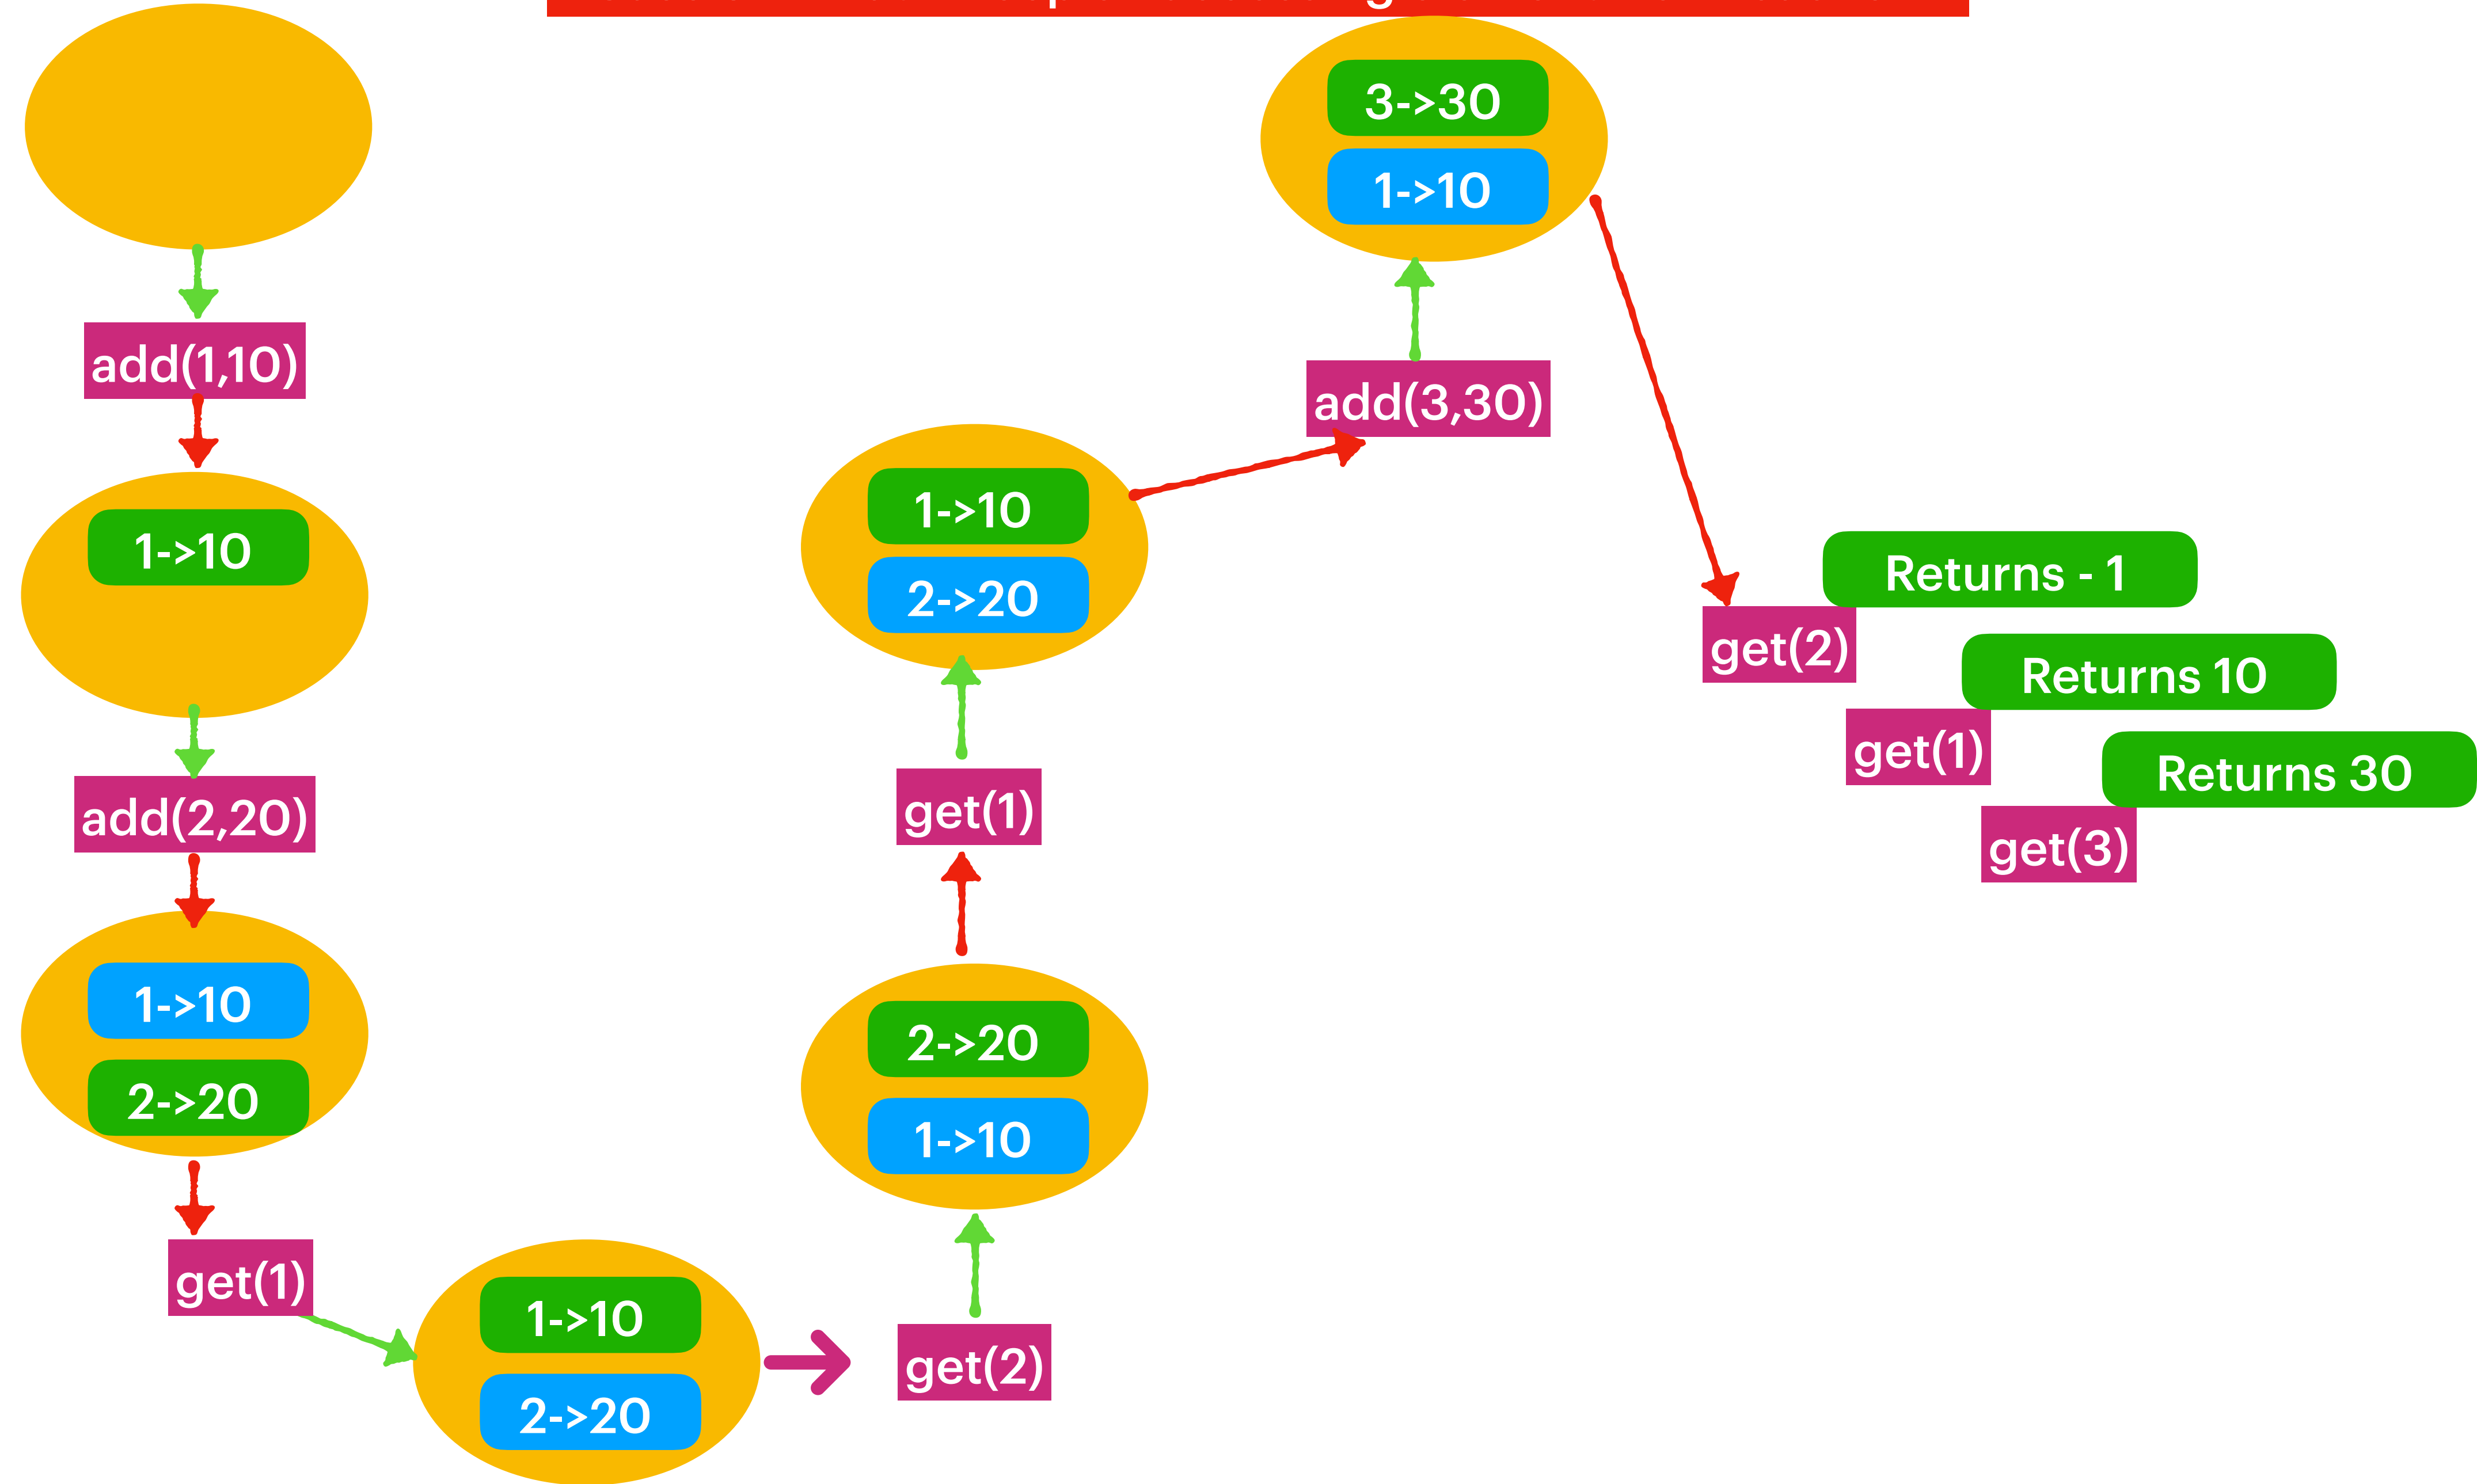 add(1,10)
1->10
add(2,20)
1->10
2->20
get(1)
1->10
2->20
get(2)
2->20
1->10
get(1)
1->10
2->20
add(3,30)
3->30
1->10
get(2)
Returns - 1
get(1)
Returns 10
get(3)
Returns 30